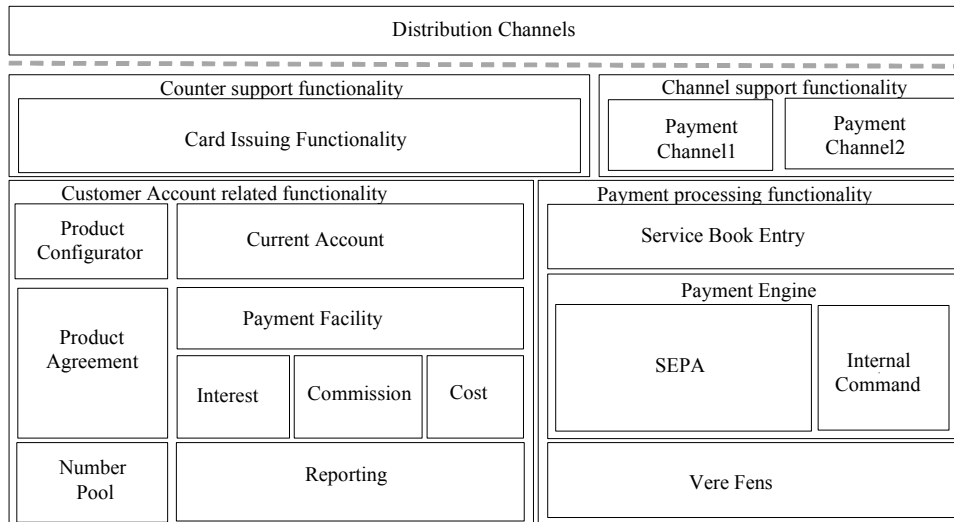 Distribution Channels
Counter support functionality
Card Issuing Functionality
Channel support functionality
Payment
Channel1
Payment
Channel2
Customer Account related functionality
Product
Configurator
Current Account
Product
Agreement
Payment Facility
Interest
Commission
Cost
Number
Pool
Reporting
Payment processing functionality
Service Book Entry
Payment Engine
SEPA
Internal
Command
Vere Fens